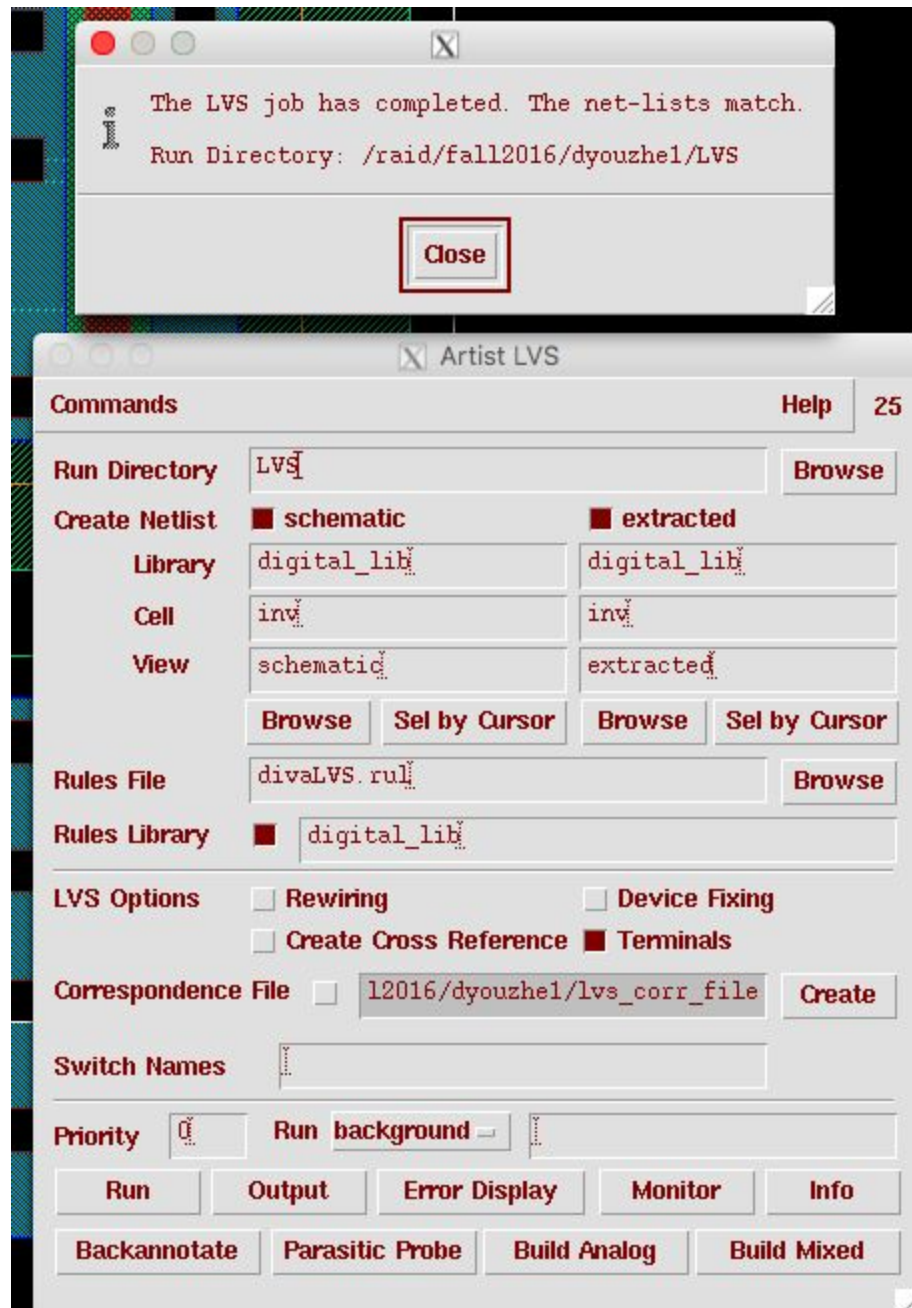 The LVS job has completed. The net-lists match.
Run Directory: /raid/fall2016/dyouzhe1/LVS
Close
Artist LVS
Commands Help 25
Run Directory LVS Browse
Create Netlist schematic extracted
Library digital_lib digital_lib
Cell inv inv
View schematic extracted
Browse Sel by Cursor Browse Sel by Cursor
Rules File divaLVS.rul Browse
Rules Library digital_lib
LVS Options Rewiring Device Fixing
Create Cross Reference Terminals
Correspondence File l2016/dyouzhe1/lvs_corr_file Create
Switch Names
Priority 0 Run background
Run Output Error Display Monitor Info
Backannotate Parasitic Probe Build Analog Build Mixed